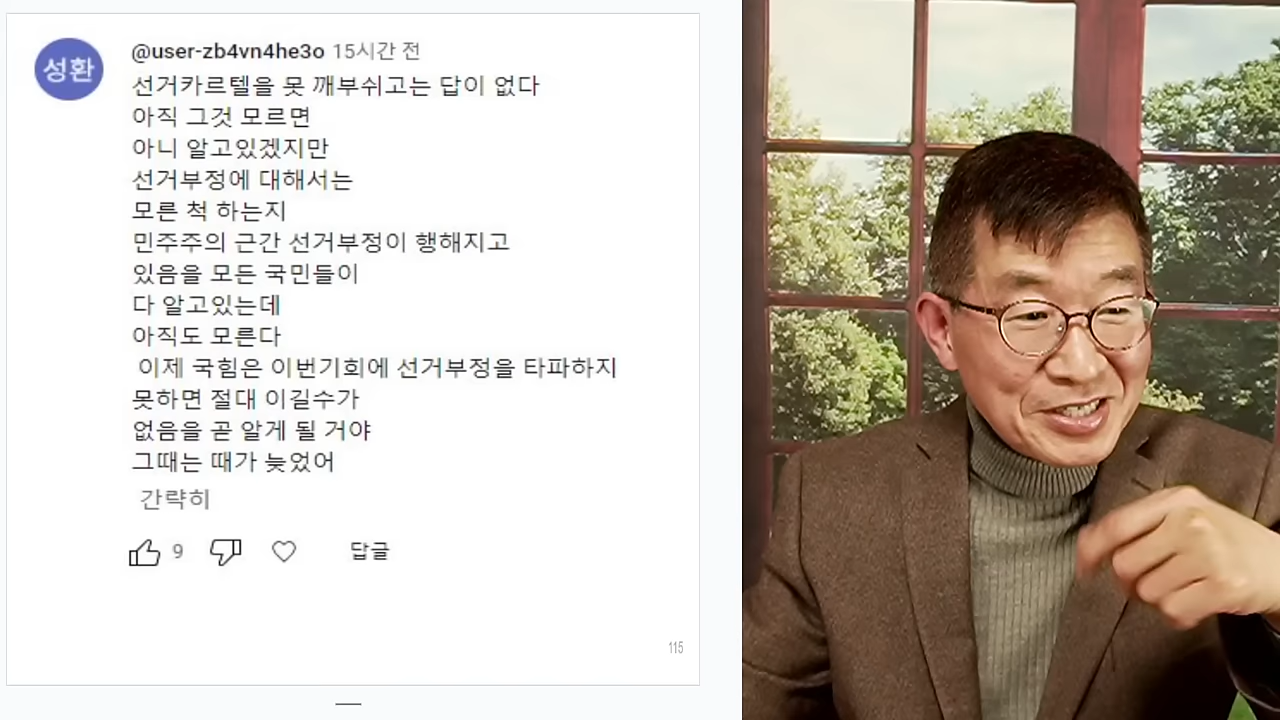 성환
@user-zb4vn4he3o 15시간 전
선거카르텔을 못 깨부쉬고는 답이 없다
아직 그것 모르면
아니 알고있겠지만
선거부정에 대해서는
모른 척 하는지
민주주의 근간 선거부정이 행해지고
있음을 모든 국민들이
다 알고있는데
아직도 모른다
이제 국힘은 이번기회에 선거부정을 타파하지
못하면 절대 이길수가
없음을 곧 알게 될 거야
그때는 때가 늦었어
간략히
9 답글
115